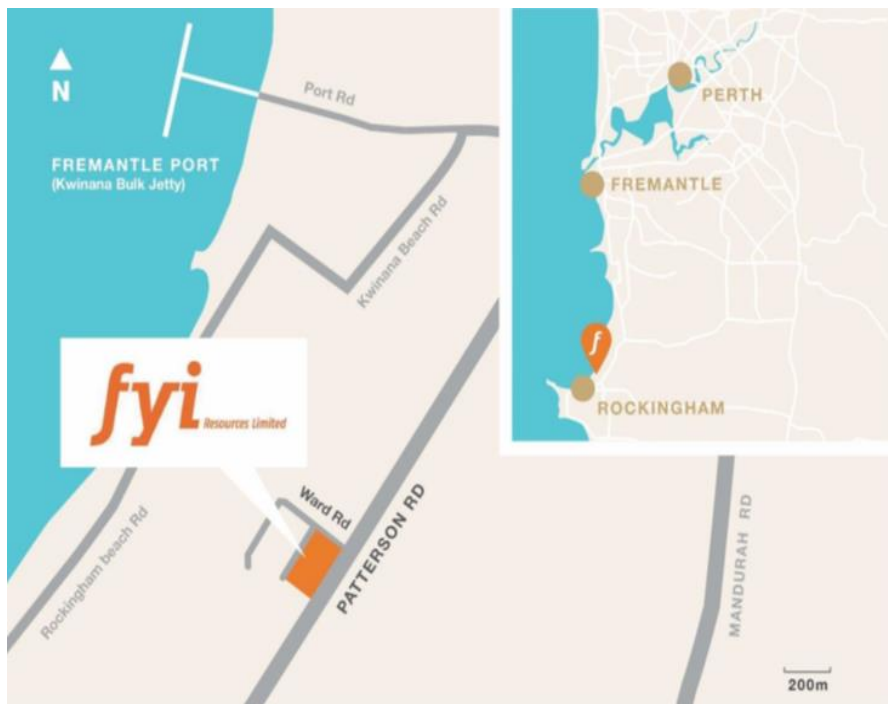 N
FREMANTLE PORT
(Kwinana Bulk Jetty)
Port Rd
Kwinana Beach Rd
PERTH
FREMANTLE
f
ROCKINGHAM
fyi Resources Limited
Ward Rd
PATTERSON RD
Rockingham beach Rd
MANDURAH RD
200m